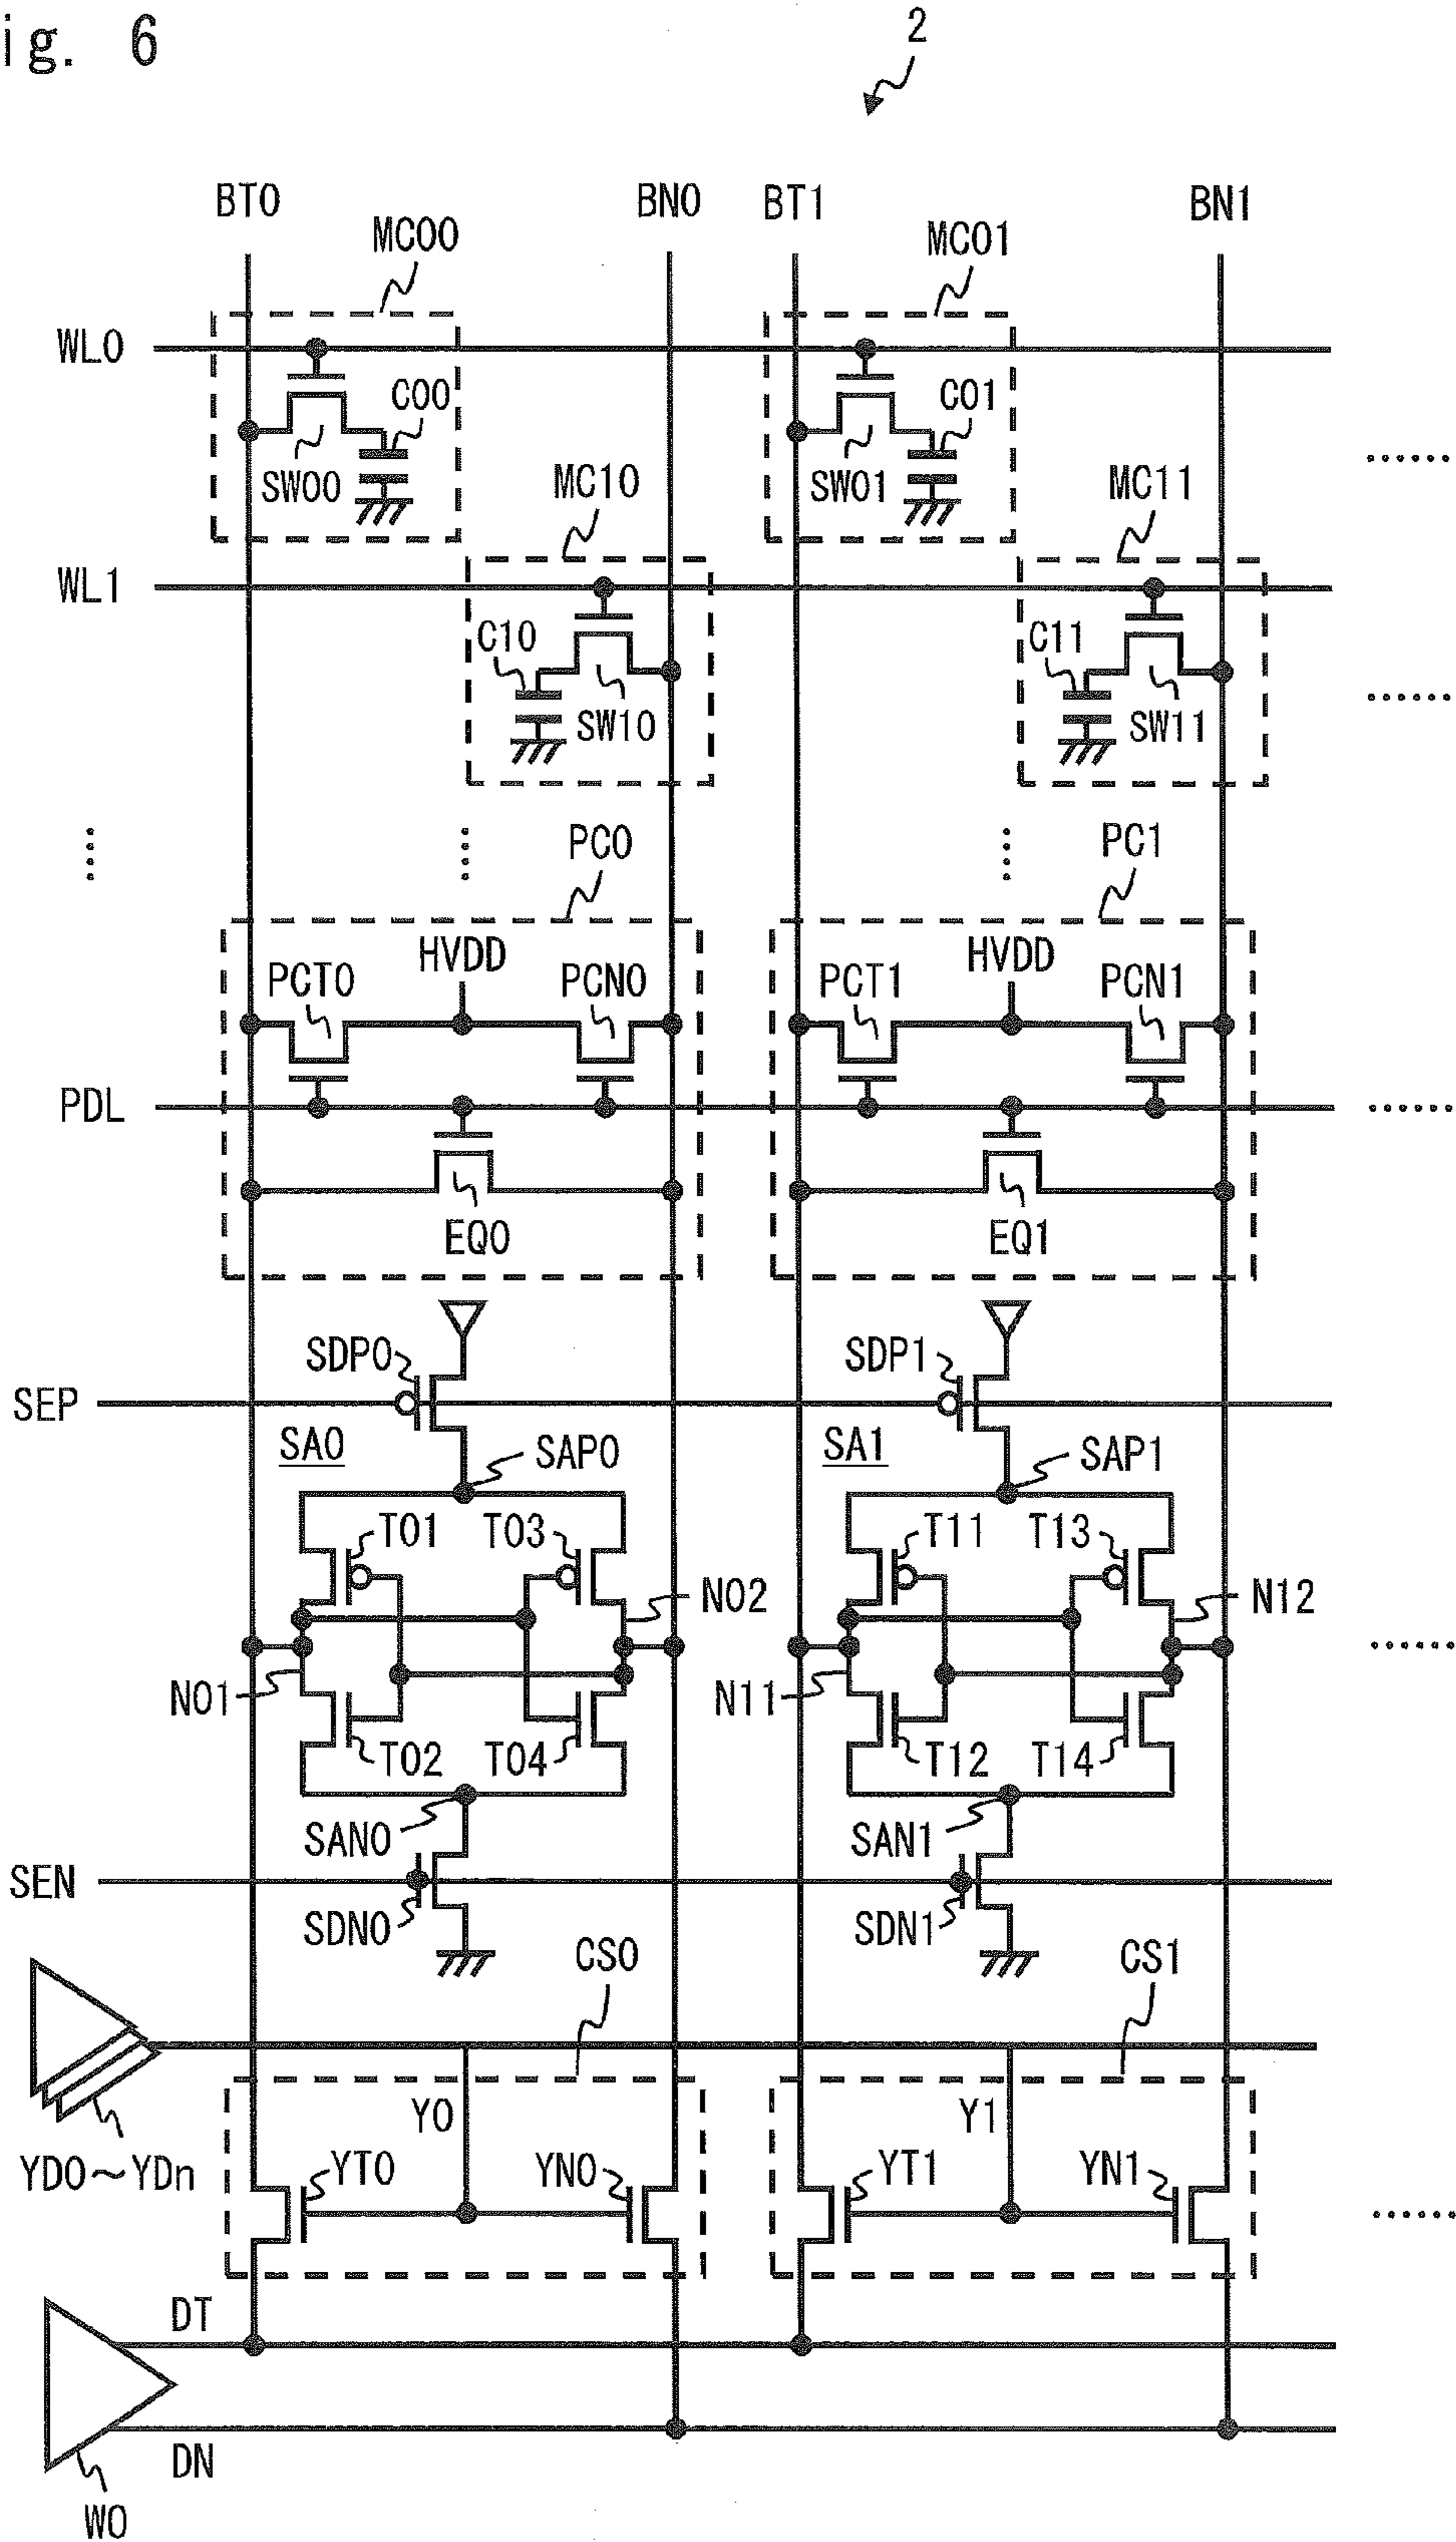 ig. 6
2
BT0 BN0 BT1 BN1
MC00 MC01
WL0
C00 C01
SW00 SW01
MC10 MC11
WL1
C10 C11
SW10 SW11
PC0 PC1
HVDD HVDD
PCT0 PCN0 PCT1 PCN1
PDL
EQ0 EQ1
SDP0 SDP1
SEP
SA0 SAP0 SA1 SAP1
T01 T03 T11 T13
N02 N12
N01 N11
T02 T04 T12 T14
SAN0 SAN1
SEN
SDN0 SDN1
CS0 CS1
Y0 Y1
YD0~YDn YT0 YN0 YT1 YN1
DT
DN
W0